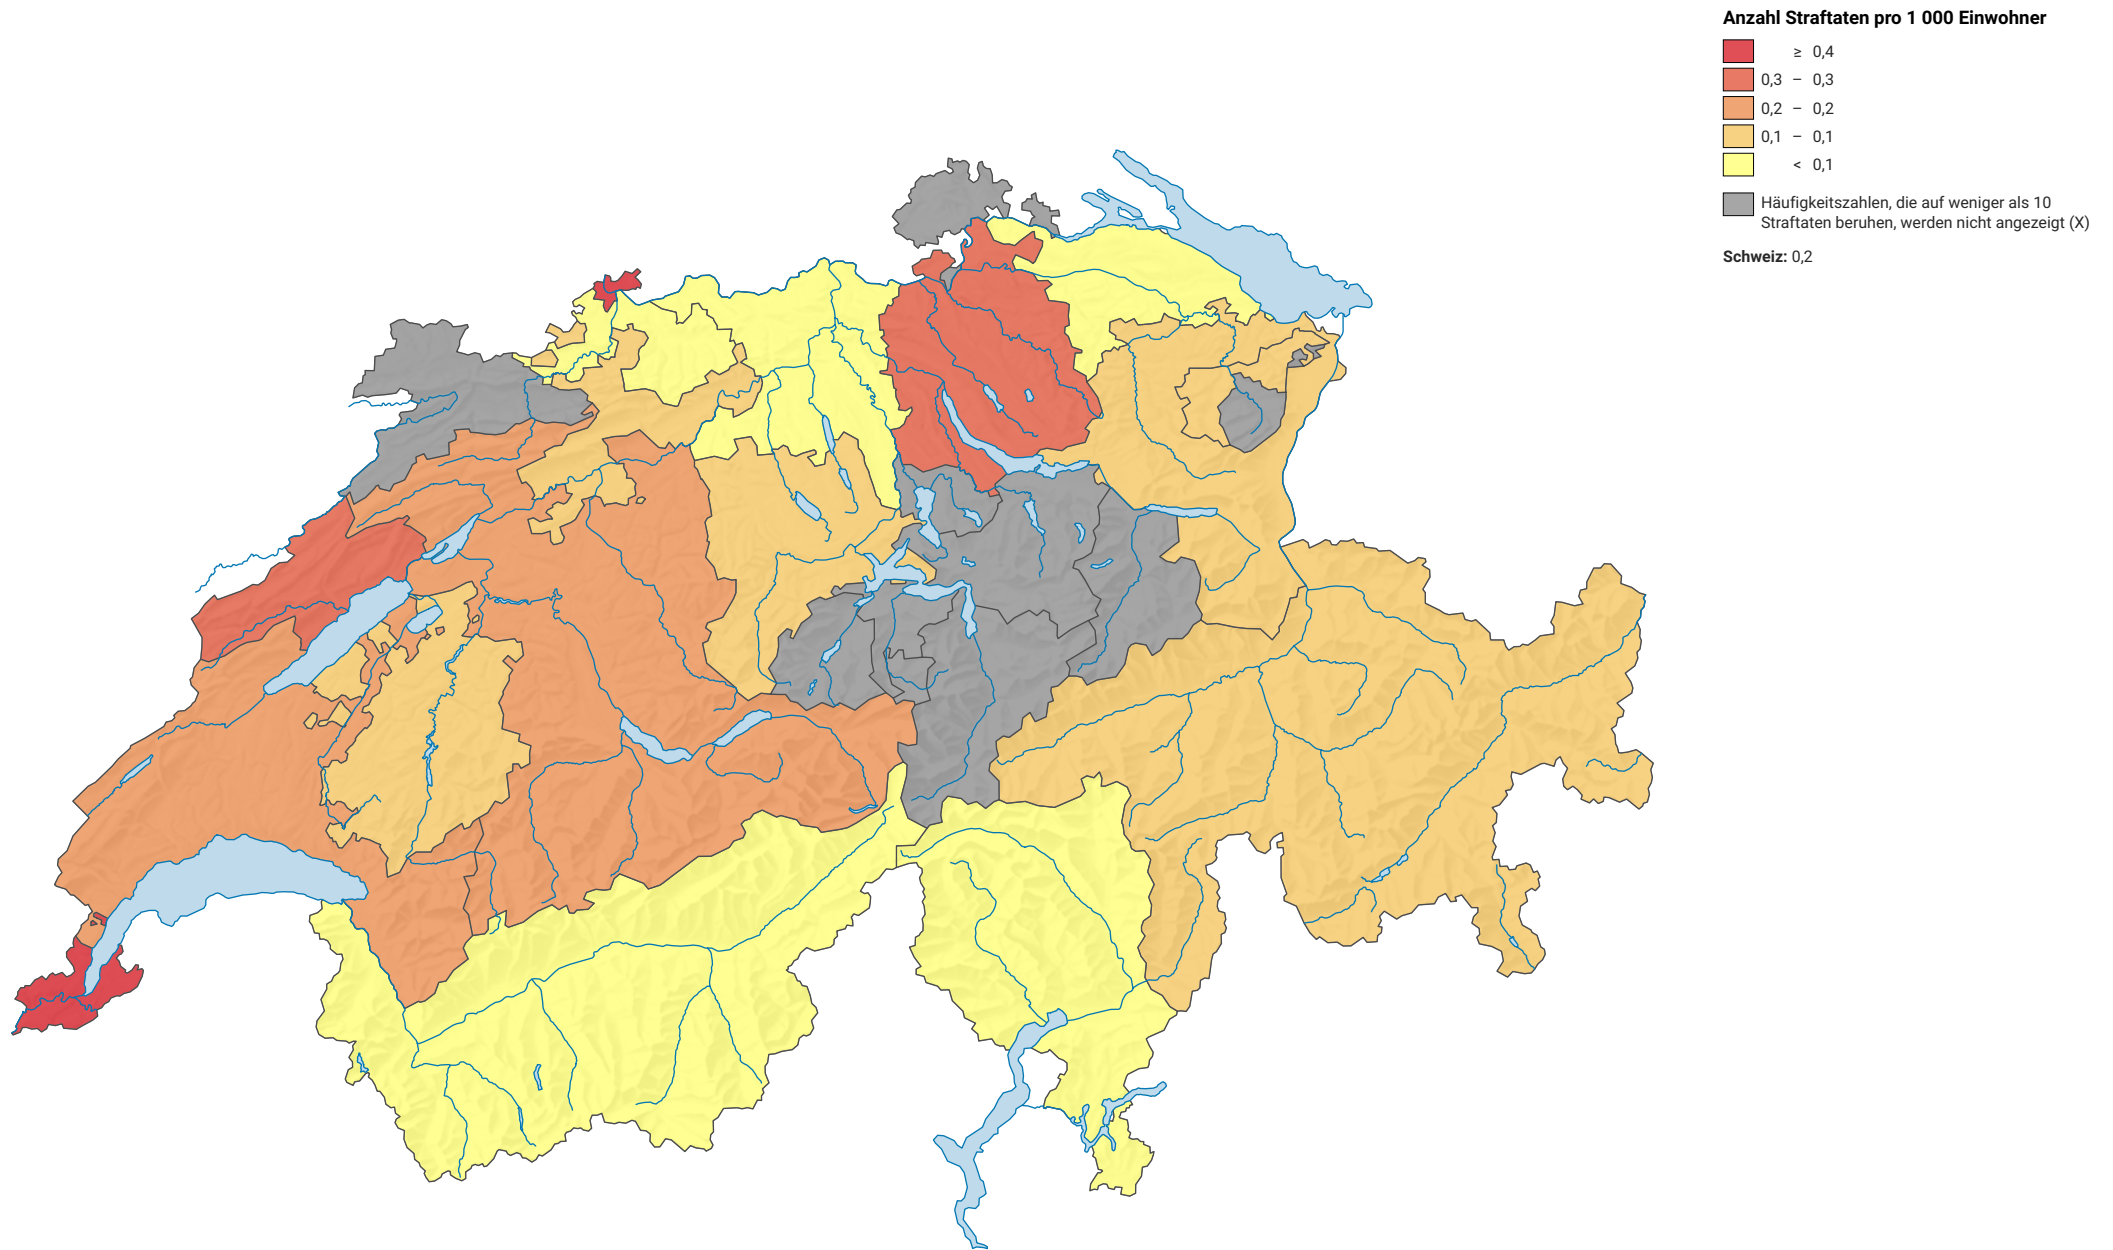 Anzahl Straftaten pro 1 000 Einwohner
≥ 0,4
0,3 – 0,3
0,2 – 0,2
0,1 – 0,1
< 0,1
Häufigkeitszahlen, die auf weniger als 10
Straftaten beruhen, werden nicht angezeigt (X)
Schweiz: 0,2